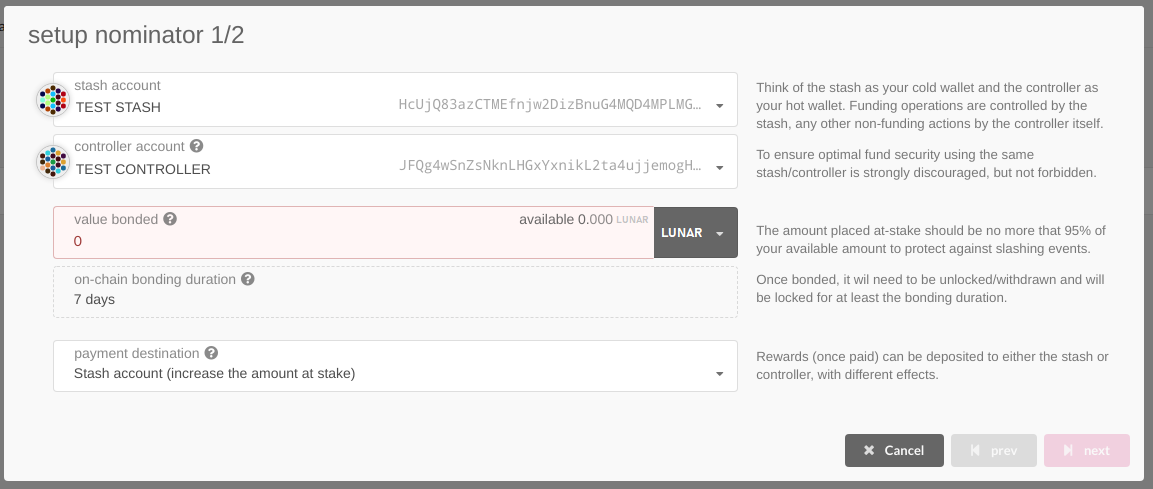 setup nominator 1/2
stash account
TEST STASH
HcUjQ83azCTMEfnjw2DizBnuG4MQD4MPLMG…
Think of the stash as your cold wallet and the controller as
your hot wallet. Funding operations are controlled by the
stash, any other non-funding actions by the controller itself.
controller account
TEST CONTROLLER
JFQg4wSnZsNknLHGxYxnikL2ta4ujjemogH…
To ensure optimal fund security using the same
stash/controller is strongly discouraged, but not forbidden.
value bonded
available 0.000 LUNAR
0
LUNAR
The amount placed at-stake should be no more that 95% of
your available amount to protect against slashing events.
on-chain bonding duration
7 days
Once bonded, it wil need to be unlocked/withdrawn and will
be locked for at least the bonding duration.
payment destination
Stash account (increase the amount at stake)
Rewards (once paid) can be deposited to either the stash or
controller, with different effects.
Cancel
prev
next